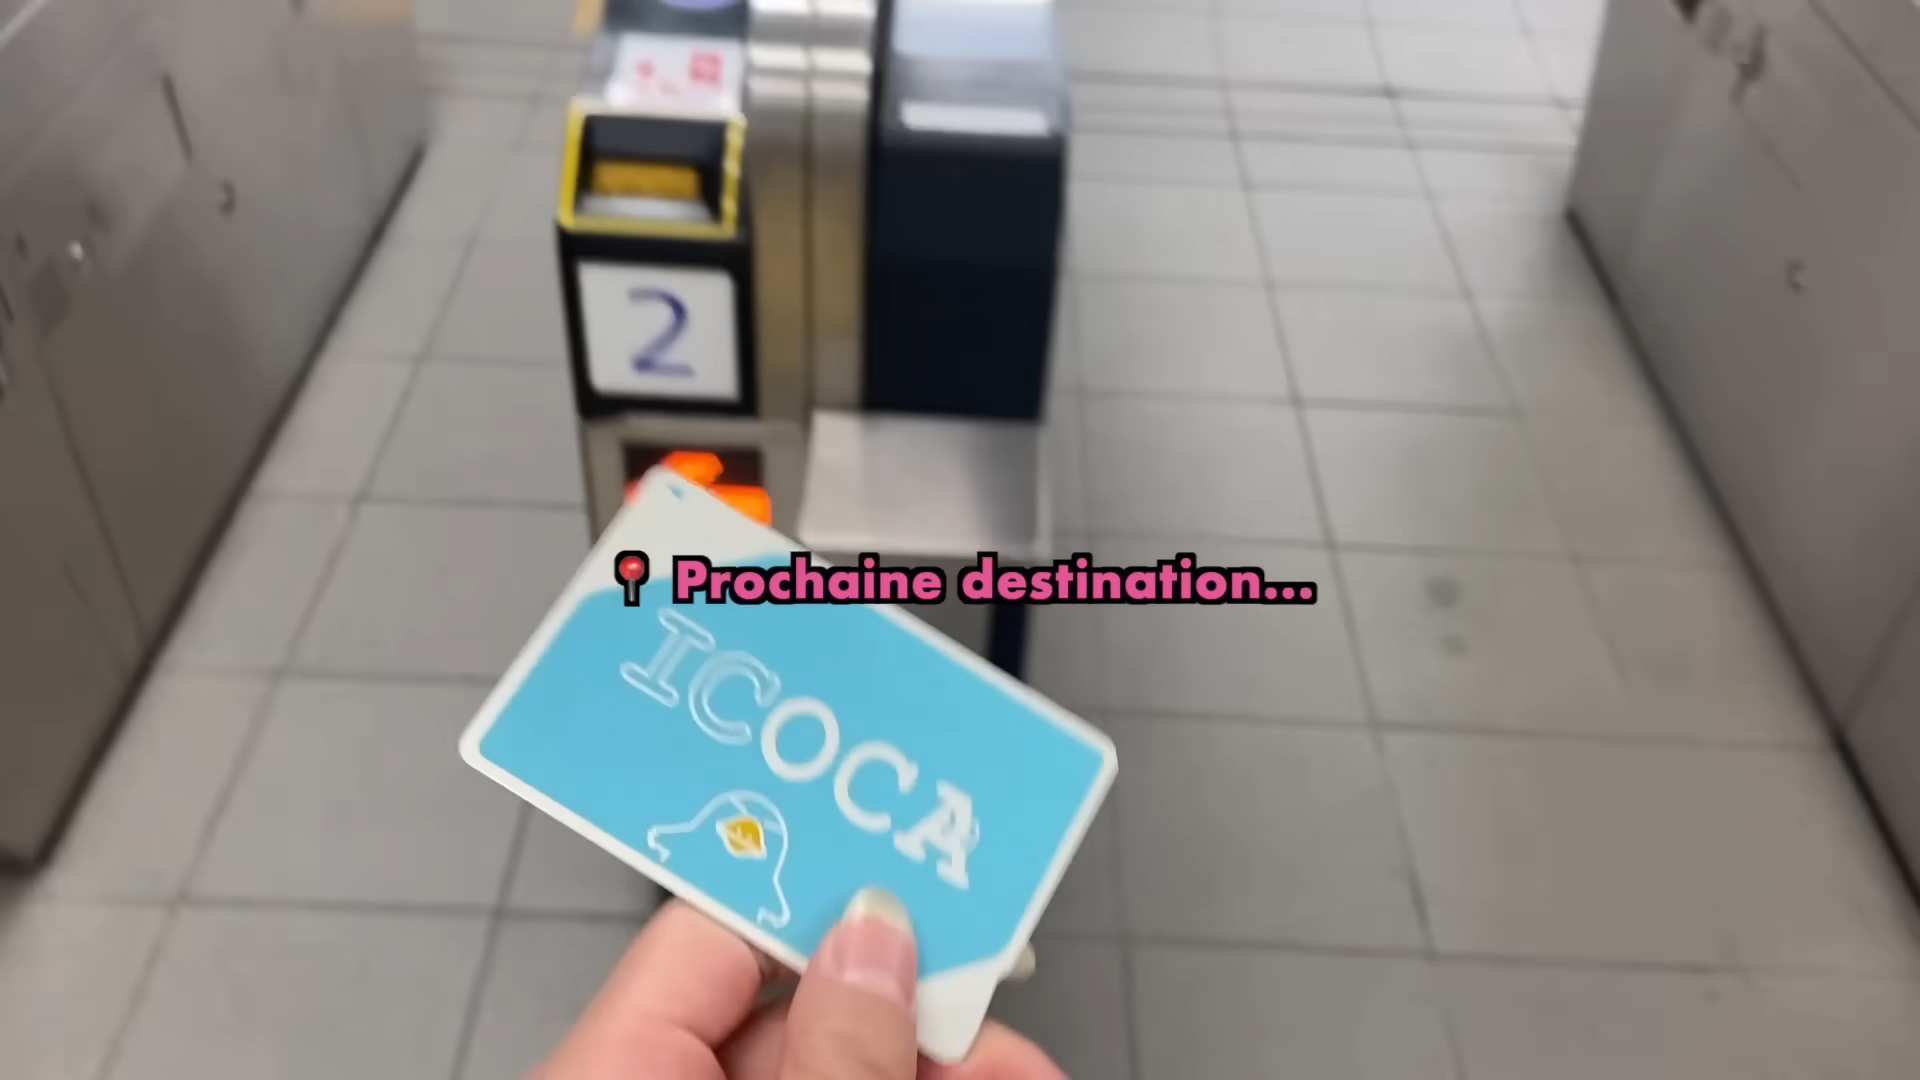 2
📍 Prochaine destination...
ICOCA